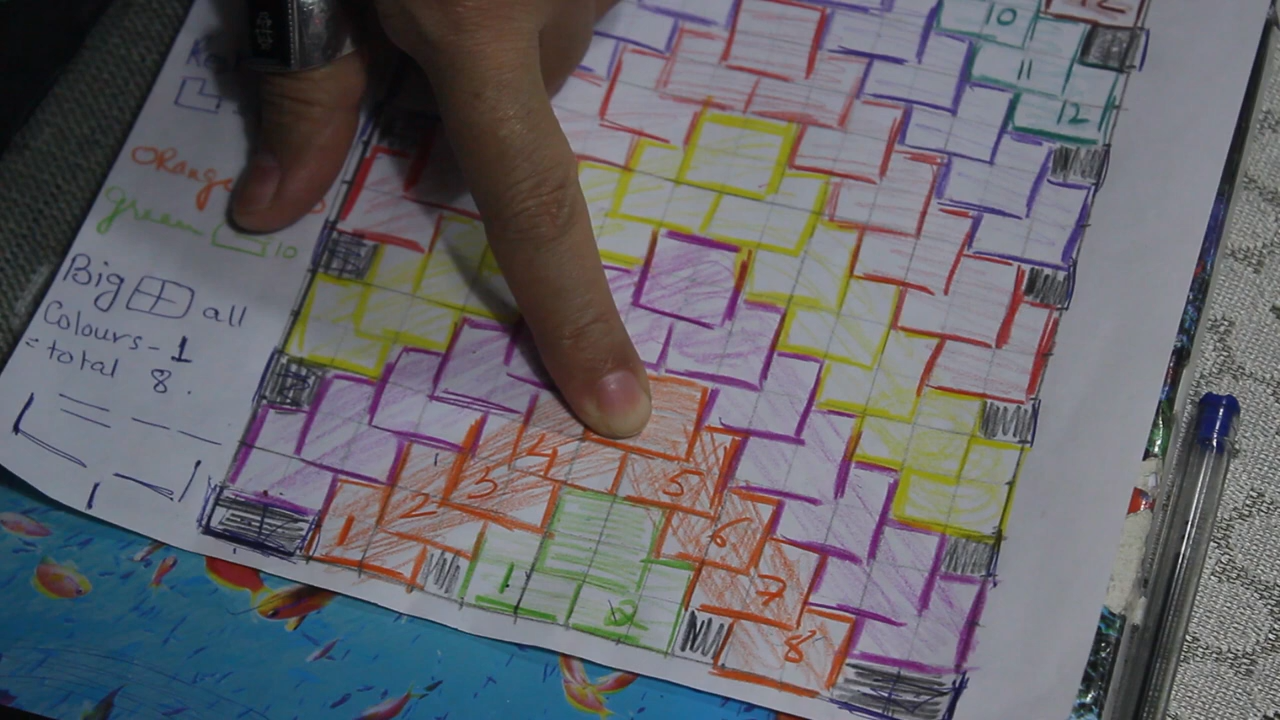 orange
green 10
Big all
Colours - 1
= total 8.
10
12
11
12
1
2
3
4
5
6
7
8
1